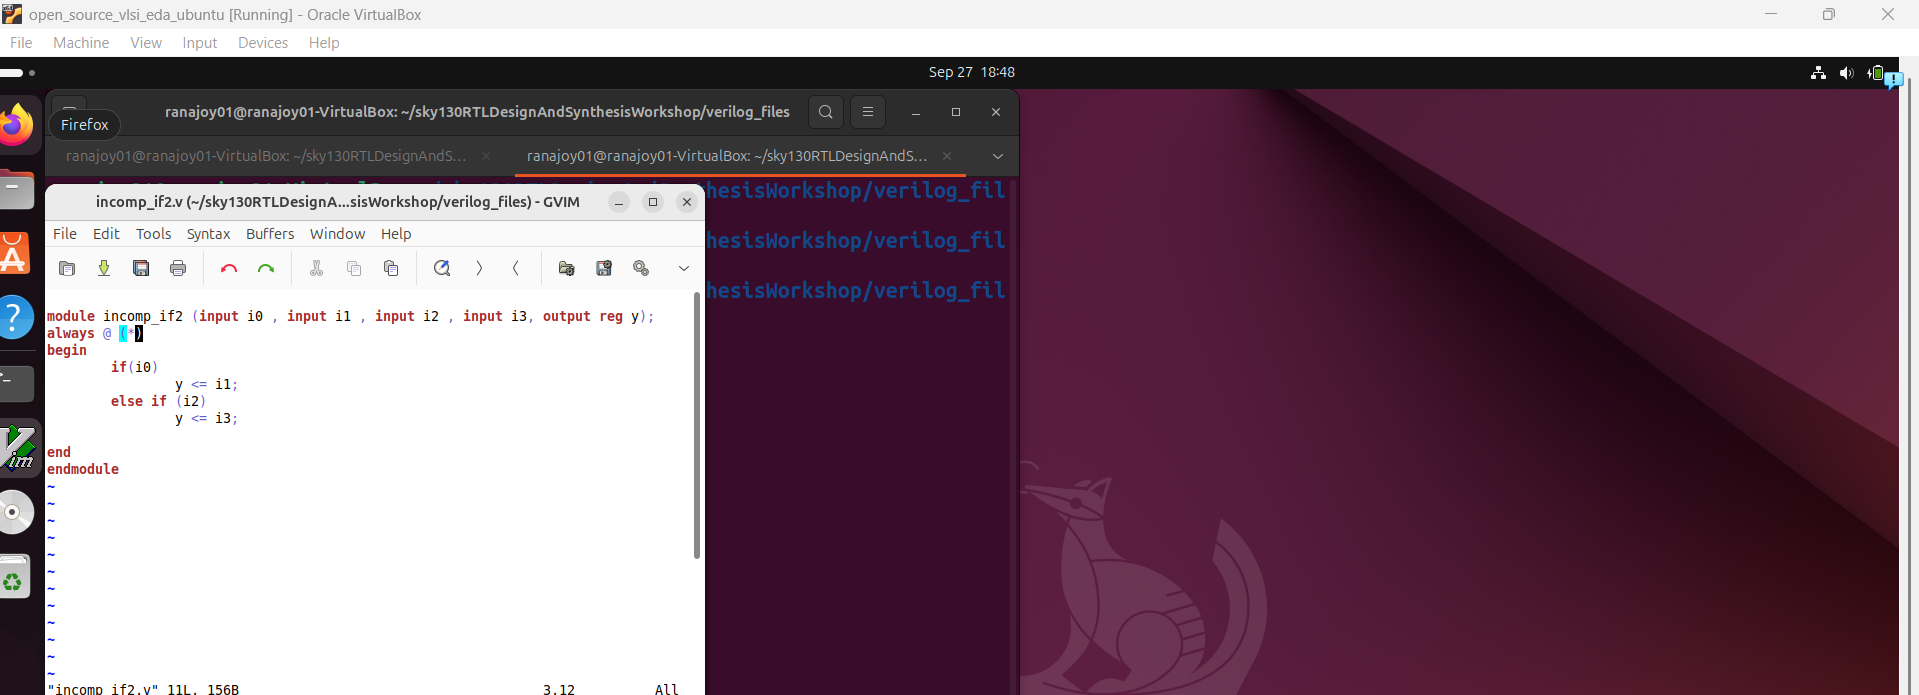 open_source_vlsi_eda_ubuntu [Running] - Oracle VirtualBox
File Machine View Input Devices Help
Sep 27 18:48
ranajoy01@ranajoy01-VirtualBox: ~/sky130RTLDesignAndSynthesisWorkshop/verilog_files
Firefox
ranajoy01@ranajoy01-VirtualBox: ~/sky130RTLDesignAndS... ranajoy01@ranajoy01-VirtualBox: ~/sky130RTLDesignAndS...
hesisWorkshop/verilog_fil
incomp_if2.v (~/sky130RTLDesignA...sisWorkshop/verilog_files) - GVIM
File Edit Tools Syntax Buffers Window Help
hesisWorkshop/verilog_fil
hesisWorkshop/verilog_fil
module incomp_if2 (input i0 , input i1 , input i2 , input i3, output reg y);
always @ (*)
begin
if(i0)
y <= i1;
else if (i2)
y <= i3;
end
endmodule
~
~
~
~
~
~
~
~
~
~
~
~
"incomp_if2.v" 11L, 156B 3,12 All